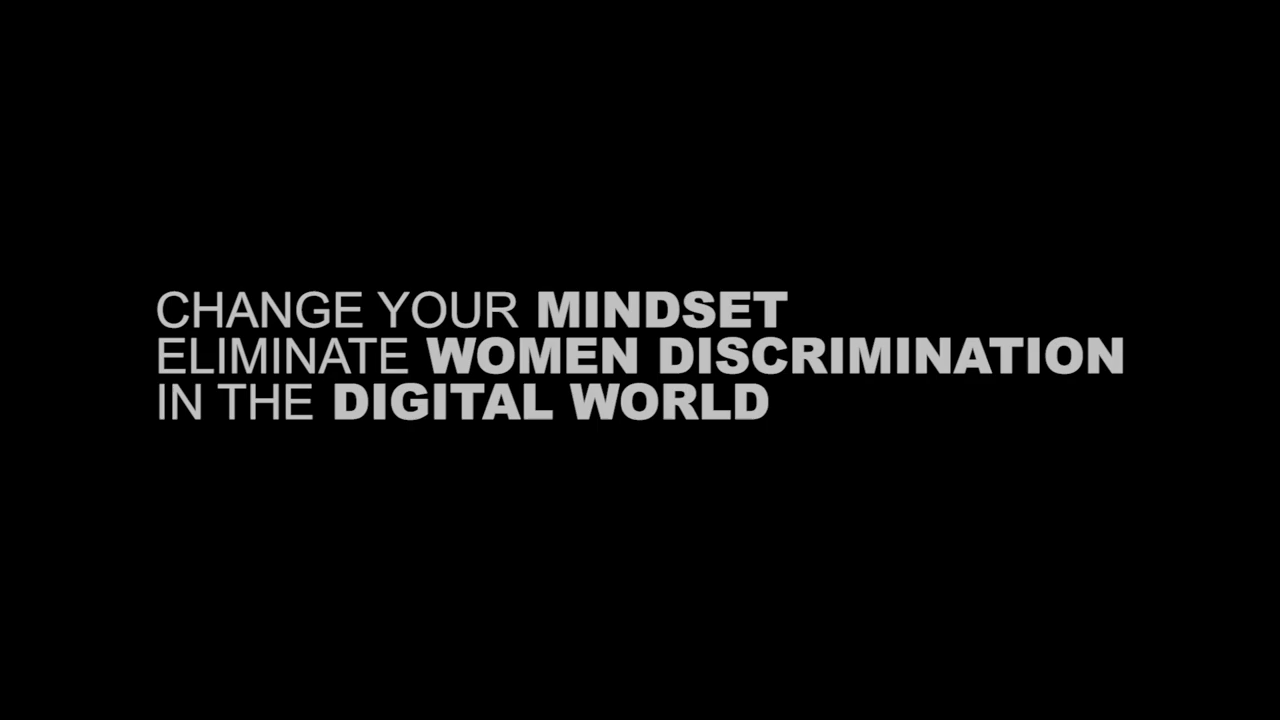 CHANGE YOUR MINDSET
ELIMINATE WOMEN DISCRIMINATION
IN THE DIGITAL WORLD